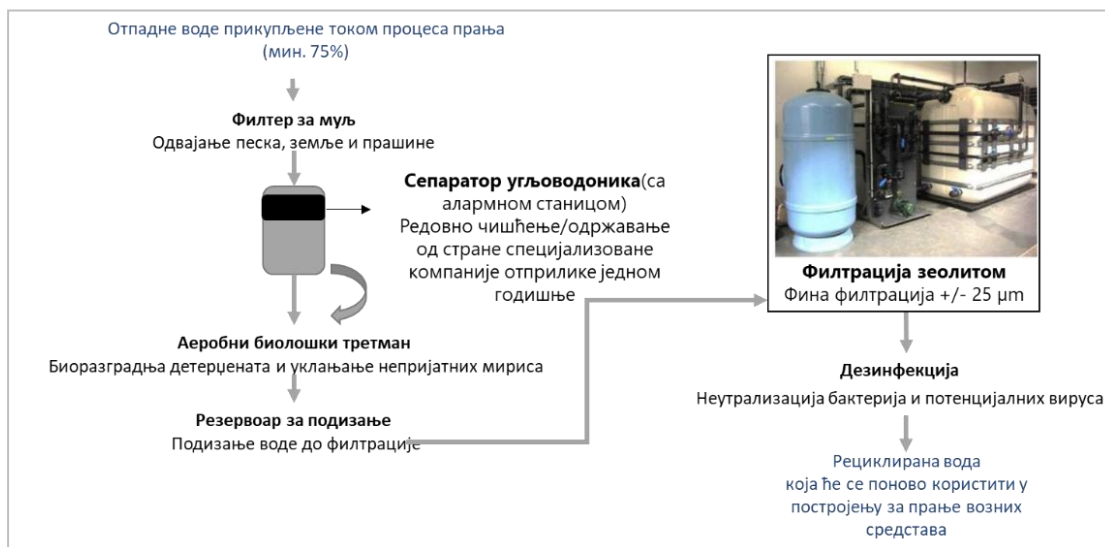 Отпадне воде прикупљене током процеса прања
(мин. 75%)
Филтер за муљ
Одвајање песка, земље и прашине
Сепаратор угљоводоника(са
алармном станицом)
Редовно чишћење/одржавање
од стране специјализоване
компаније отприлике једном
годишње
Аеробни биолошки третман
Биоразградња детерџената и уклањање непријатних мириса
Резервоар за подизање
Подизање воде до филтрације
Филтрација зеолитом
Фина филтрација +/- 25 μm
Дезинфекција
Неутрализација бактерија и потенцијалних вируса
Рециклирана вода
која ће се поново користити у
постројењу за прање возних
средстава